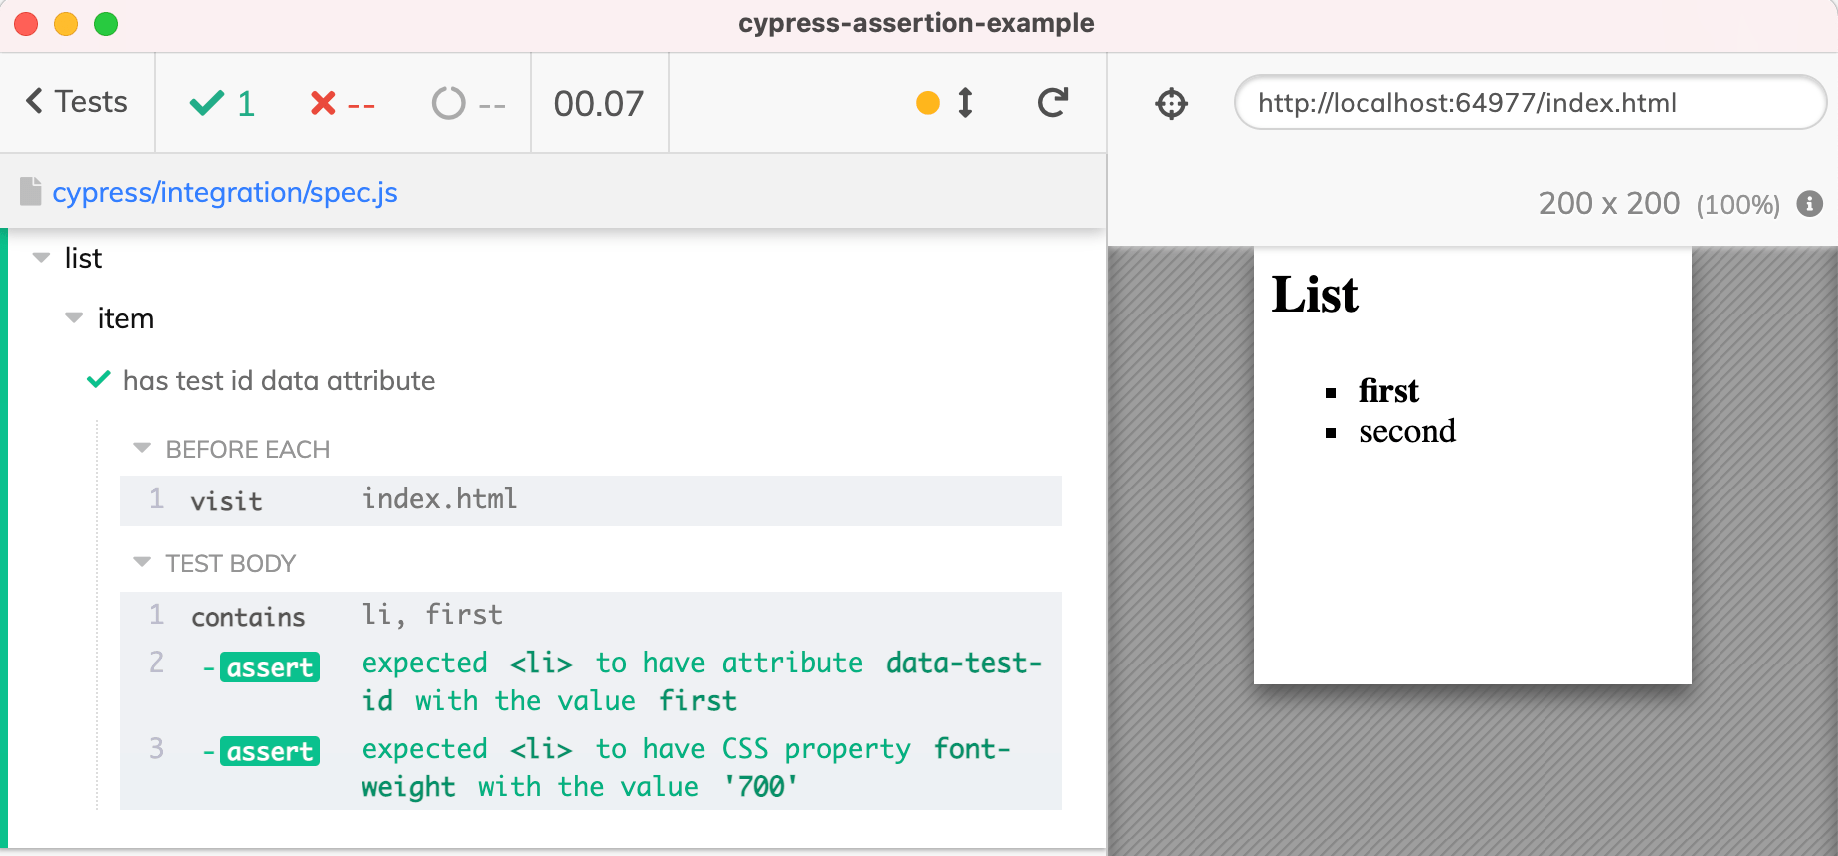 cypress-assertion-example
Tests 1 -- -- 00.07
http://localhost:64977/index.html
cypress/integration/spec.js
200 x 200 (100%)
list
item
has test id data attribute
BEFORE EACH
1 visit index.html
TEST BODY
1 contains li, first
2 -assert expected <li> to have attribute data-test-
id with the value first
3 -assert expected <li> to have CSS property font-
weight with the value '700'
List
first
second